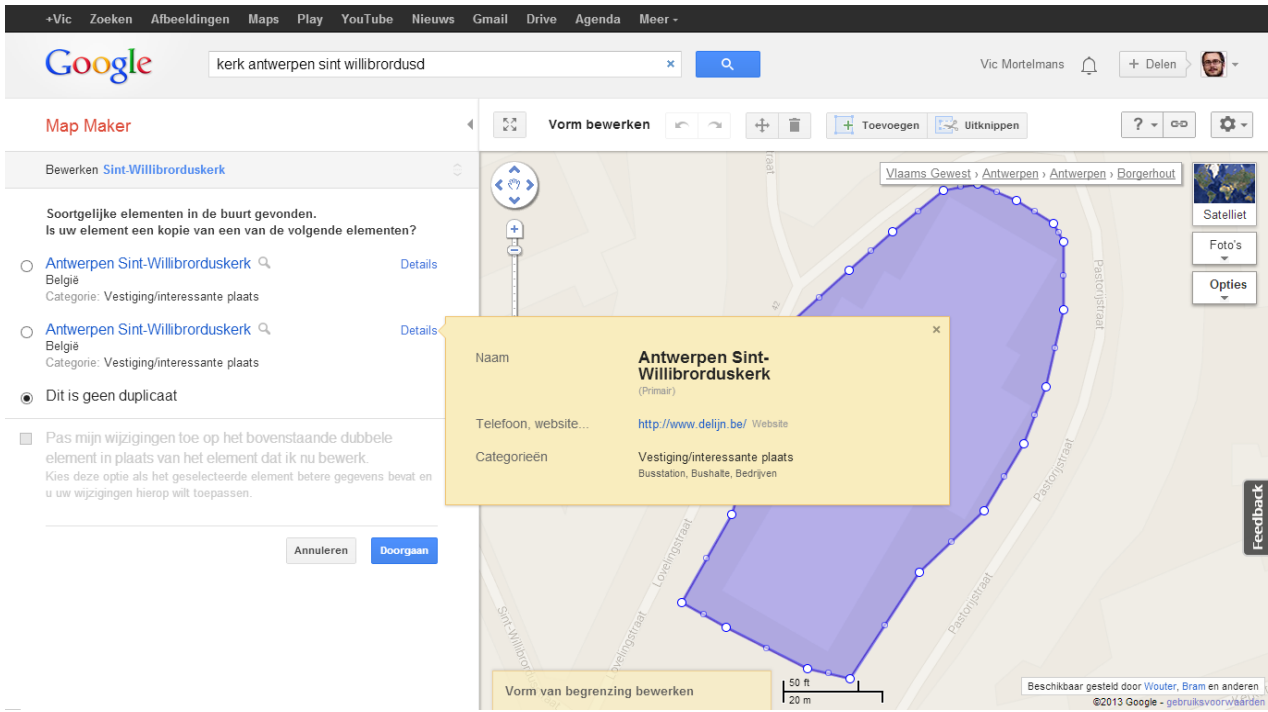 +Vic Zoeken Afbeeldingen Maps Play YouTube Nieuws Gmail Drive Agenda Meer
Google
kerk antwerpen sint willibrordusd
×
Vic Mortelmans
+ Delen
Map Maker
Vorm bewerken
Toevoegen
Uitknippen
?
Bewerken Sint-Willibrorduskerk
Soortgelijke elementen in de buurt gevonden.
Is uw element een kopie van een van de volgende elementen?
Antwerpen Sint-Willibrorduskerk Details
België
Categorie: Vestiging/interessante plaats
Antwerpen Sint-Willibrorduskerk Details
België
Categorie: Vestiging/interessante plaats
Dit is geen duplicaat
Pas mijn wijzigingen toe op het bovenstaande dubbele
element in plaats van het element dat ik nu bewerk.
Kies deze optie als het geselecteerde element betere gegevens bevat en
u uw wijzigingen hierop wilt toepassen.
Annuleren Doorgaan
Vlaams Gewest › Antwerpen › Antwerpen › Borgerhout
Satelliet
Foto's
Opties
straat
42
Pastorijstraat
×
Naam
Antwerpen Sint-
Willibrorduskerk
(Primair)
Telefoon, website... http://www.delijn.be/ Website
Categorieën Vestiging/interessante plaats
Busstation, Bushalte, Bedrijven
Pastorijstraat
Feedback
Lovelingstraat
Pastorijstraat
Lovelingstraat
Sint-Willibror
Vorm van begrenzing bewerken
50 ft
20 m
Beschikbaar gesteld door Wouter, Bram en anderen
©2013 Google - gebruiksvoorwaarden